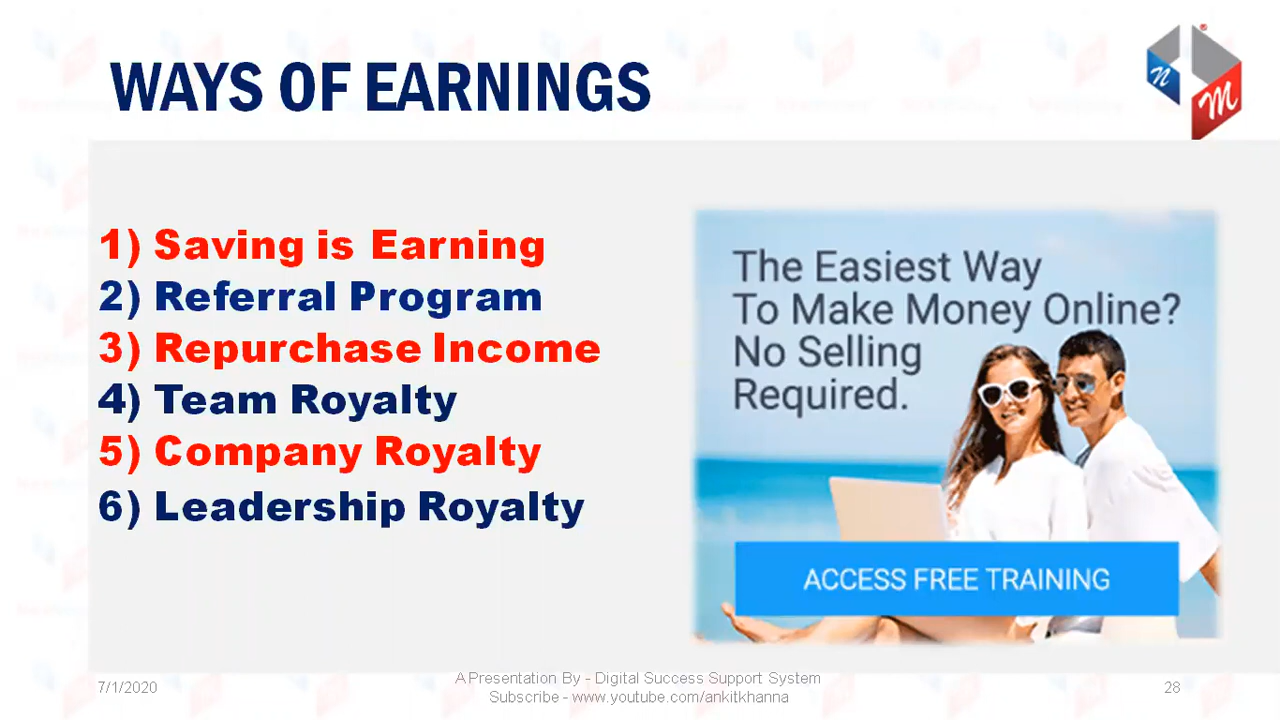 WAYS OF EARNINGS
n
m
®
1) Saving is Earning
2) Referral Program
3) Repurchase Income
4) Team Royalty
5) Company Royalty
6) Leadership Royalty
The Easiest Way
To Make Money Online?
No Selling
Required.
ACCESS FREE TRAINING
7/1/2020
A Presentation By - Digital Success Support System
Subscribe - www.youtube.com/ankitkhanna
28